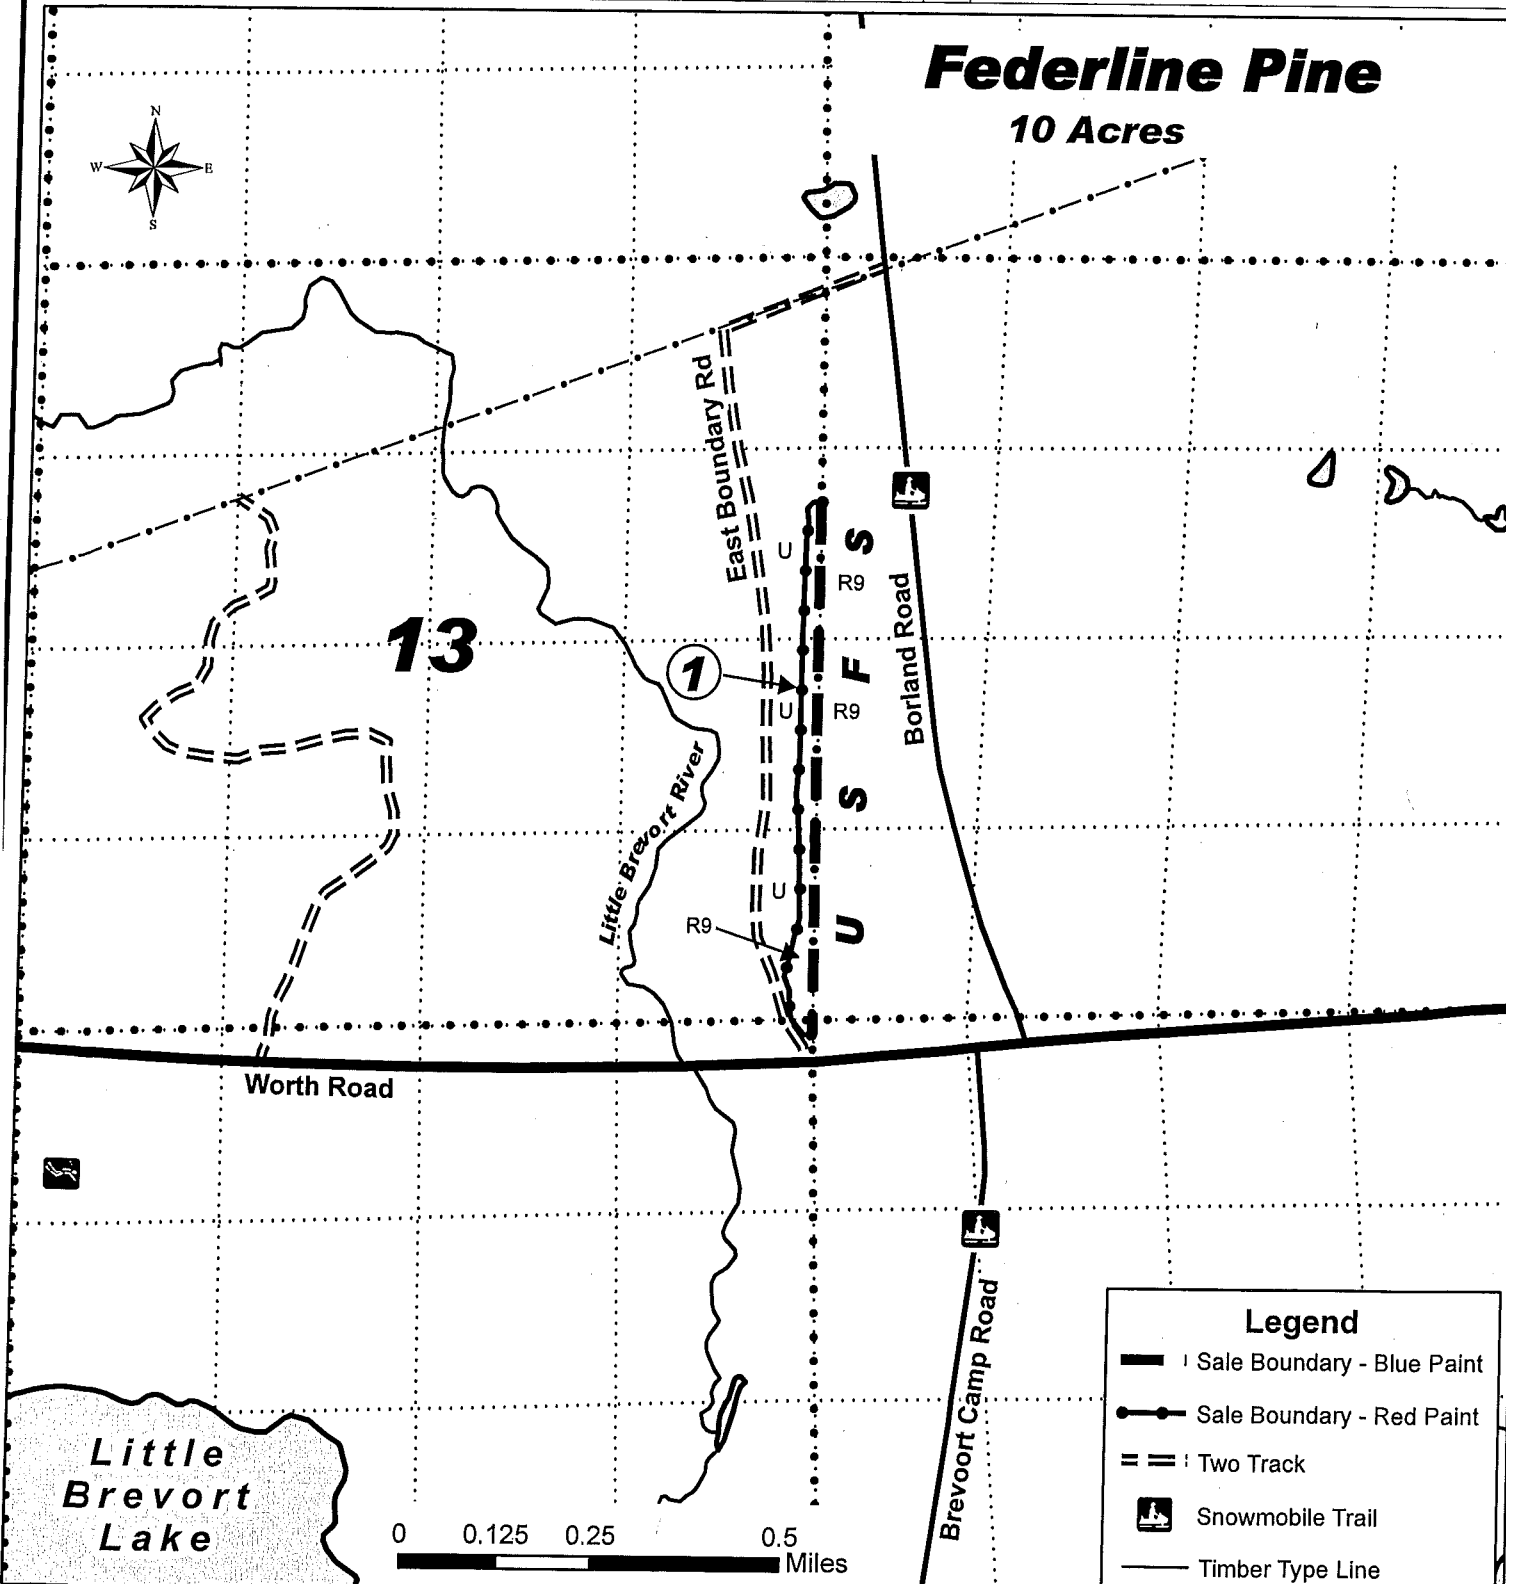 Federline Pine
10 Acres
N
W E
S
East Boundary Rd
S
U
R9
Borland Road
13
1
F
U
R9
Little Brevort River
S
U
R9
U
Worth Road
Brevoort Camp Road
Little
Brevort
Lake
0 0.125 0.25 0.5
Miles
Legend
Sale Boundary - Blue Paint
Sale Boundary - Red Paint
Two Track
Snowmobile Trail
Timber Type Line